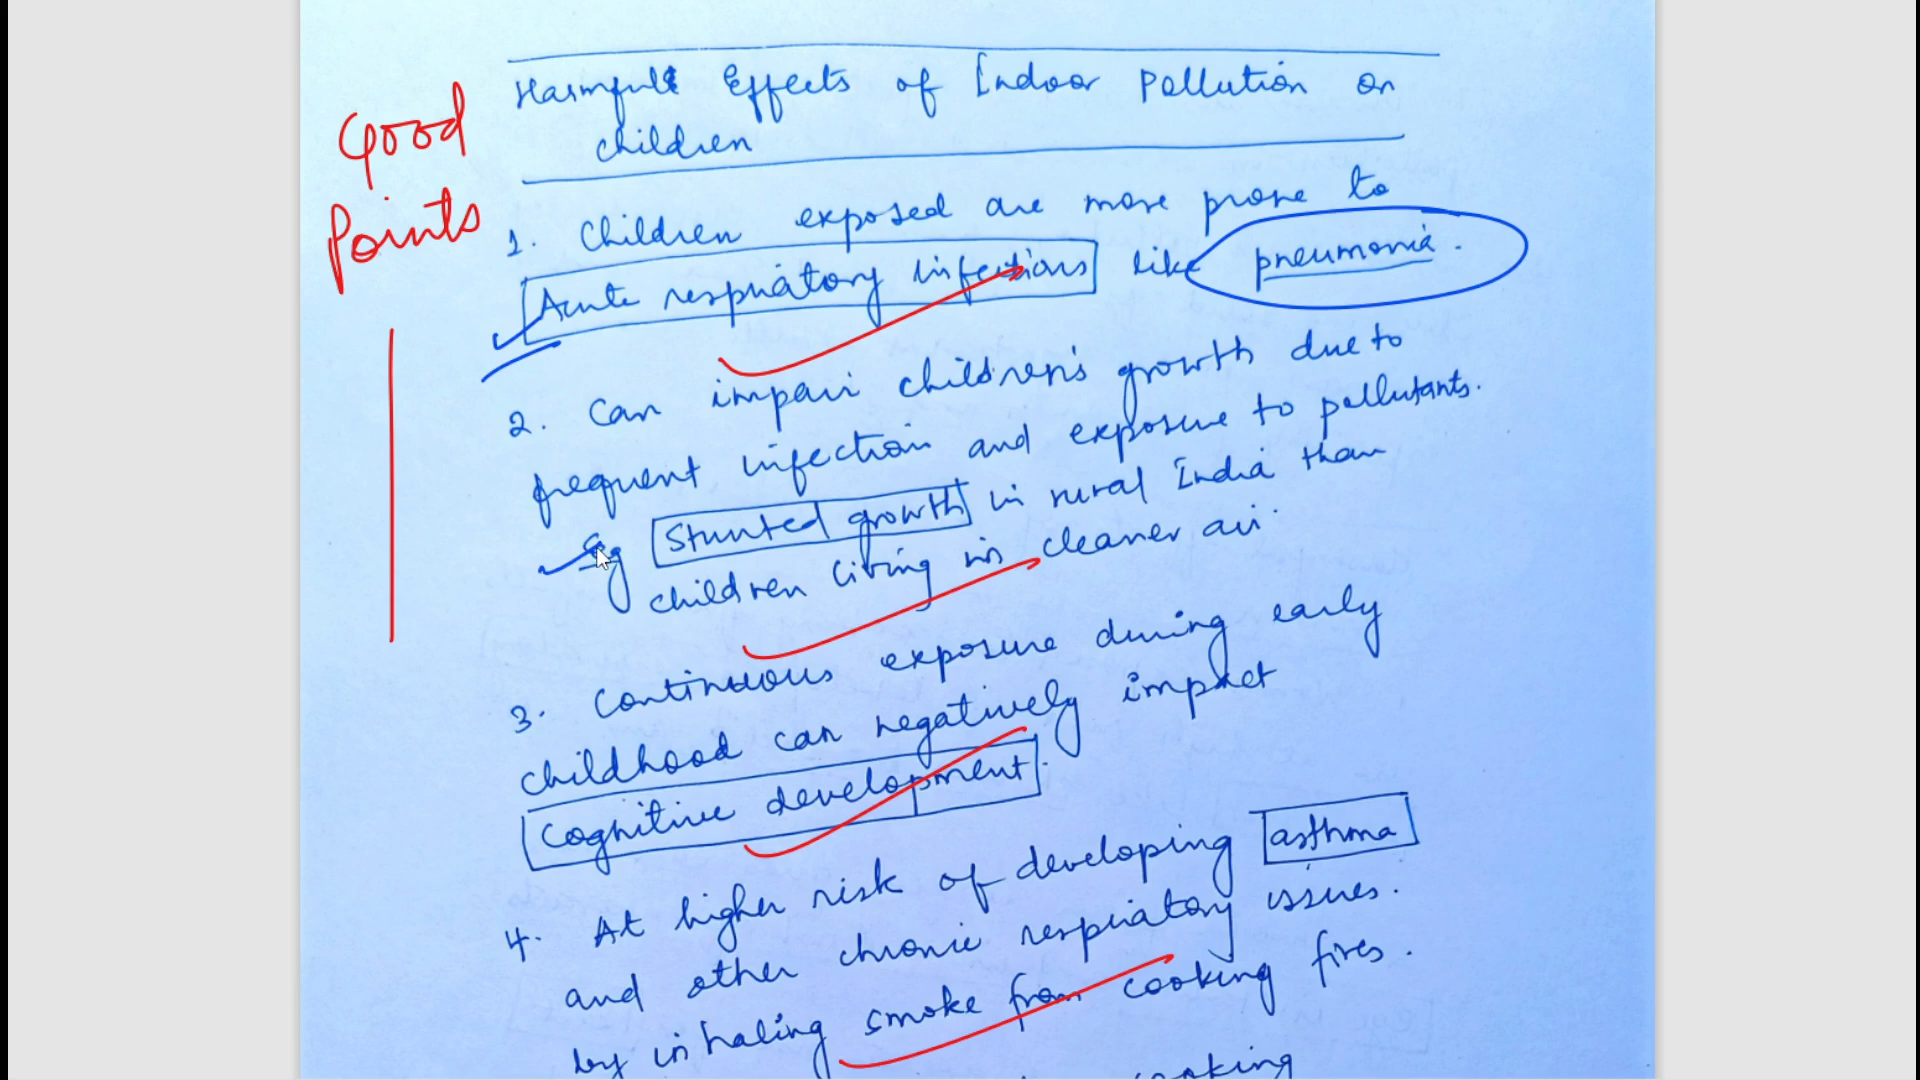 Good
Points
Harmfull Effects of Indoor Pollution on
children
1. Children exposed are more prone to
Acute respiratory infections like pneumonia.
2. Can impair children's growth due to
frequent infection and exposure to pollutants.
Eg Stunted growth in rural India than
children living in cleaner air.
3. Continuous exposure during early
childhood can negatively impact
Cognitive development.
4. At higher risk of developing asthma
and other chronic respiratory issues.
by inhaling smoke from cooking fires.
cooking